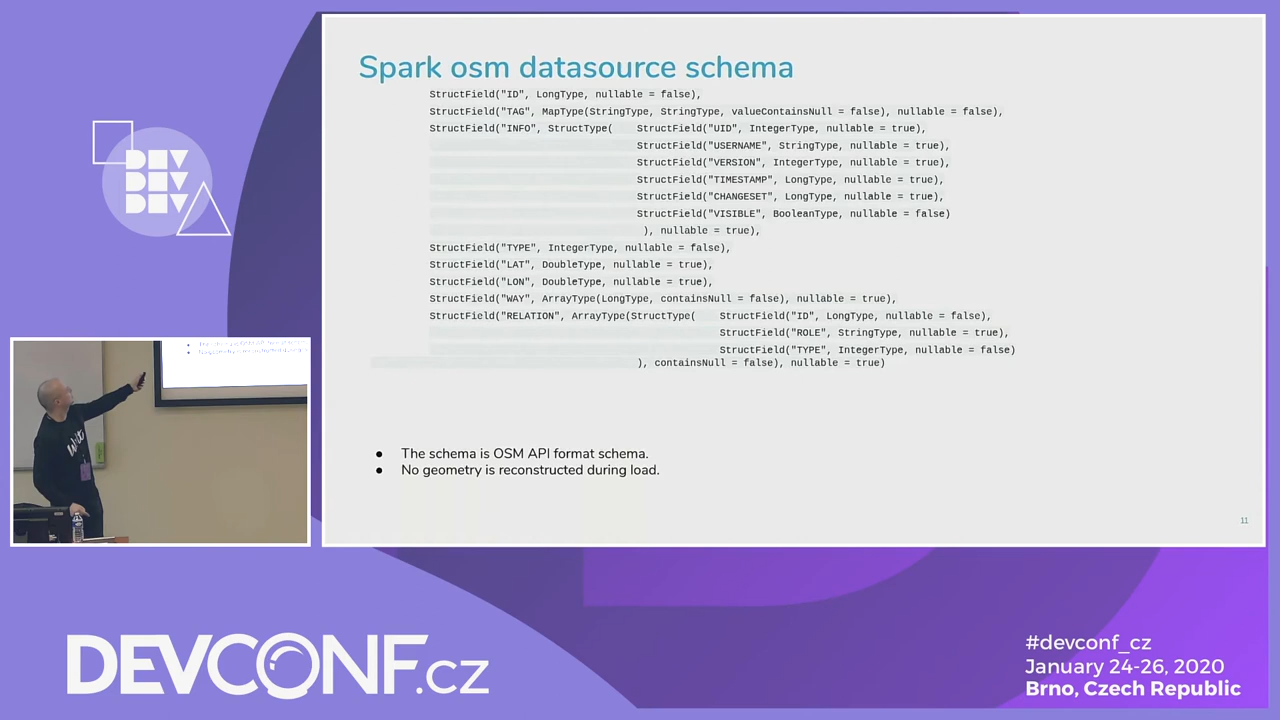 Spark osm datasource schema
StructField("ID", LongType, nullable = false),
StructField("TAG", MapType(StringType, StringType, valueContainsNull = false), nullable = false),
StructField("INFO", StructType( StructField("UID", IntegerType, nullable = true),
StructField("USERNAME", StringType, nullable = true),
StructField("VERSION", IntegerType, nullable = true),
StructField("TIMESTAMP", LongType, nullable = true),
StructField("CHANGESET", LongType, nullable = true),
StructField("VISIBLE", BooleanType, nullable = false)
), nullable = true),
StructField("TYPE", IntegerType, nullable = false),
StructField("LAT", DoubleType, nullable = true),
StructField("LON", DoubleType, nullable = true),
StructField("WAY", ArrayType(LongType, containsNull = false), nullable = true),
StructField("RELATION", ArrayType(StructType( StructField("ID", LongType, nullable = false),
StructField("ROLE", StringType, nullable = true),
StructField("TYPE", IntegerType, nullable = false)
), containsNull = false), nullable = true)
● The schema is OSM API format schema.
● No geometry is reconstructed during load.
11
DEV
DEV
DEV
DEVCONF.cz
#devconf_cz
January 24-26, 2020
Brno, Czech Republic